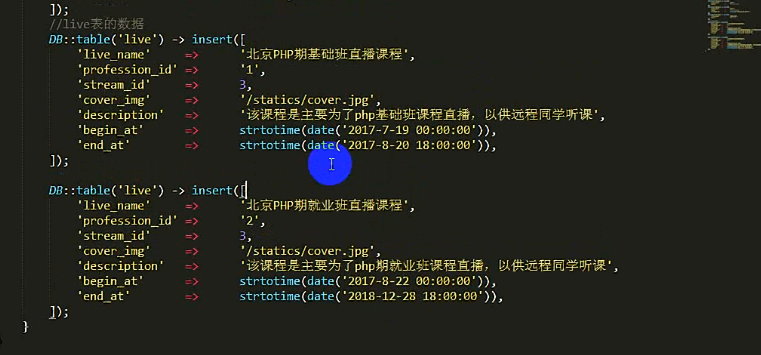 ]);
//live表的数据
DB::table('live') -> insert([
'live_name' => '北京PHP期基础班直播课程',
'profession_id' => '1',
'stream_id' => 3,
'cover_img' => '/statics/cover.jpg',
'description' => '该课程是主要为了php基础班课程直播，以供远程同学听课',
'begin_at' => strtotime(date('2017-7-19 00:00:00')),
'end_at' => strtotime(date('2017-8-20 18:00:00')),
]);
DB::table('live') -> insert([
'live_name' => '北京PHP期就业班直播课程',
'profession_id' => '2',
'stream_id' => 3,
'cover_img' => '/statics/cover.jpg',
'description' => '该课程是主要为了php期就业班课程直播，以供远程同学听课',
'begin_at' => strtotime(date('2017-8-22 00:00:00')),
'end_at' => strtotime(date('2018-12-28 18:00:00')),
]);
}